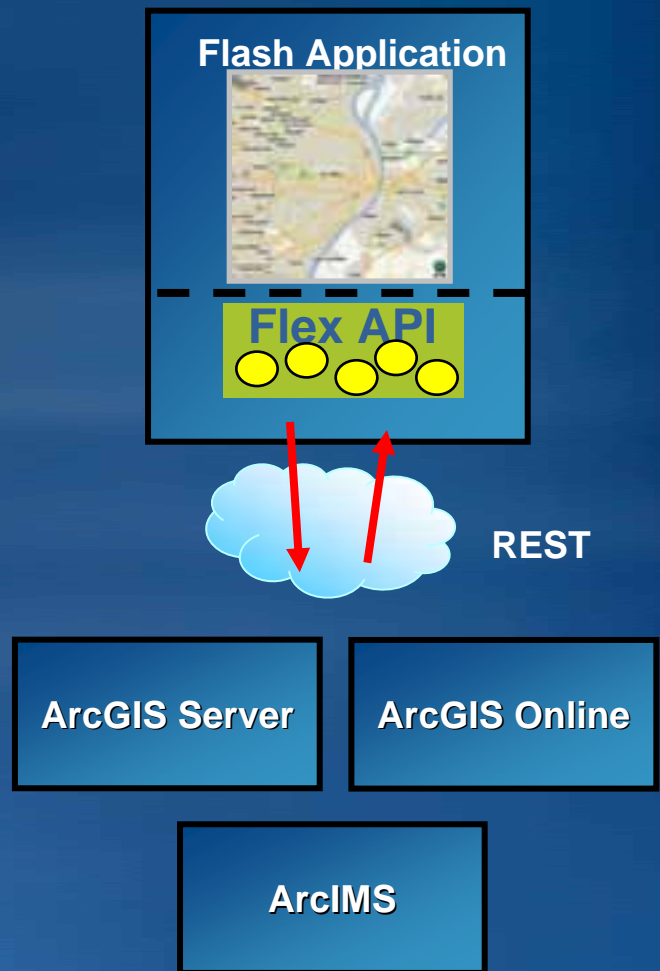 Flash Application
Flex API
REST
ArcGIS Server
ArcGIS Online
ArcIMS